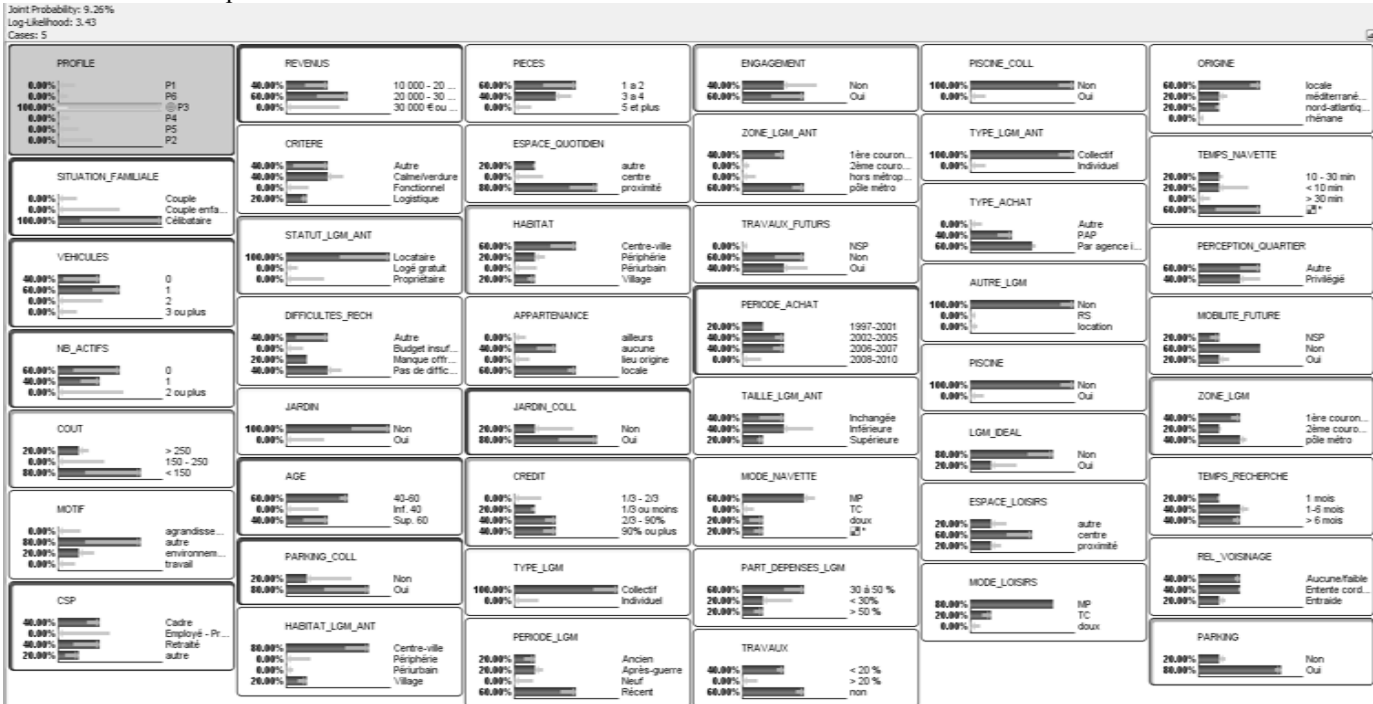 Joint Probability: 9.26%
Log-Likelihood: 3.43
Cases: 5
PROFILE
0.00% P1
0.00% P6
100.00% P3
0.00% P4
0.00% P5
0.00% P2
SITUATION_FAMILIALE
0.00% Couple
0.00% Couple enfa...
100.00% Célibataire
VEHICULES
40.00% 0
60.00% 1
0.00% 2
0.00% 3 ou plus
NB_ACTIFS
60.00% 0
40.00% 1
0.00% 2 ou plus
COUT
20.00% > 250
0.00% 150 - 250
80.00% < 150
MOTIF
0.00% agrandisse...
80.00% autre
20.00% environnem...
0.00% travail
CSP
40.00% Cadre
0.00% Employé - Pr...
40.00% Retraité
20.00% autre
REVENUS
40.00% 10 000 - 20 ...
60.00% 20 000 - 30 ...
0.00% 30 000 € ou ...
CRITERE
40.00% Autre
40.00% Calme/verdure
0.00% Fonctionnel
20.00% Logistique
STATUT_LGM_ANT
100.00% Locataire
0.00% Logé gratuit
0.00% Propriétaire
DIFFICULTES_RECH
40.00% Autre
0.00% Budget insuf...
20.00% Manque offr...
40.00% Pas de diffic...
JARDIN
100.00% Non
0.00% Oui
AGE
60.00% 40-60
0.00% Inf. 40
40.00% Sup. 60
PARKING_COLL
20.00% Non
80.00% Oui
HABITAT_LGM_ANT
80.00% Centre-ville
0.00% Périphérie
0.00% Périurbain
20.00% Village
PIECES
60.00% 1 a 2
40.00% 3 a 4
0.00% 5 et plus
ESPACE_QUOTIDIEN
20.00% autre
0.00% centre
80.00% proximité
HABITAT
60.00% Centre-ville
20.00% Périphérie
0.00% Périurbain
20.00% Village
APPARTENANCE
0.00% ailleurs
40.00% aucune
0.00% lieu origine
60.00% locale
JARDIN_COLL
20.00% Non
80.00% Oui
CREDIT
0.00% 1/3 - 2/3
20.00% 1/3 ou moins
40.00% 2/3 - 90%
40.00% 90% ou plus
TYPE_LGM
100.00% Collectif
0.00% Individuel
PERIODE_LGM
20.00% Ancien
20.00% Après-guerre
0.00% Neuf
60.00% Récent
ENGAGEMENT
40.00% Non
60.00% Oui
ZONE_LGM_ANT
40.00% 1ère couron...
0.00% 2ème couro...
0.00% hors métrop...
60.00% pôle métro
TRAVAUX_FUTURS
0.00% NSP
60.00% Non
40.00% Oui
PERIODE_ACHAT
20.00% 1997-2001
40.00% 2002-2005
40.00% 2006-2007
0.00% 2008-2010
TAILLE_LGM_ANT
40.00% Inchangée
40.00% Inférieure
20.00% Supérieure
MODE_NAVETTE
60.00% MP
0.00% TC
20.00% doux
20.00% *
PART_DEPENSES_LGM
60.00% 30 à 50 %
20.00% < 30%
20.00% > 50 %
TRAVAUX
40.00% < 20 %
0.00% > 20 %
60.00% non
PISCINE_COLL
100.00% Non
0.00% Oui
TYPE_LGM_ANT
100.00% Collectif
0.00% Individuel
TYPE_ACHAT
0.00% Autre
40.00% PAP
60.00% Par agence i...
AUTRE_LGM
100.00% Non
0.00% RS
0.00% location
PISCINE
100.00% Non
0.00% Oui
LGM_IDEAL
80.00% Non
20.00% Oui
ESPACE_LOISIRS
20.00% autre
60.00% centre
20.00% proximité
MODE_LOISIRS
80.00% MP
20.00% TC
0.00% doux
ORIGINE
60.00% locale
20.00% méditerrané...
20.00% nord-atlantiq...
0.00% rhénane
TEMPS_NAVETTE
20.00% 10 - 30 min
20.00% < 10 min
0.00% > 30 min
60.00% *
PERCEPTION_QUARTIER
60.00% Autre
40.00% Privilégié
MOBILITE_FUTURE
20.00% NSP
60.00% Non
20.00% Oui
ZONE_LGM
40.00% 1ère couron...
20.00% 2ème couro...
40.00% pôle métro
TEMPS_RECHERCHE
20.00% 1 mois
40.00% 1-6 mois
40.00% > 6 mois
REL_VOISINAGE
40.00% Aucune/faible
40.00% Entente cord...
20.00% Entraide
PARKING
20.00% Non
80.00% Oui